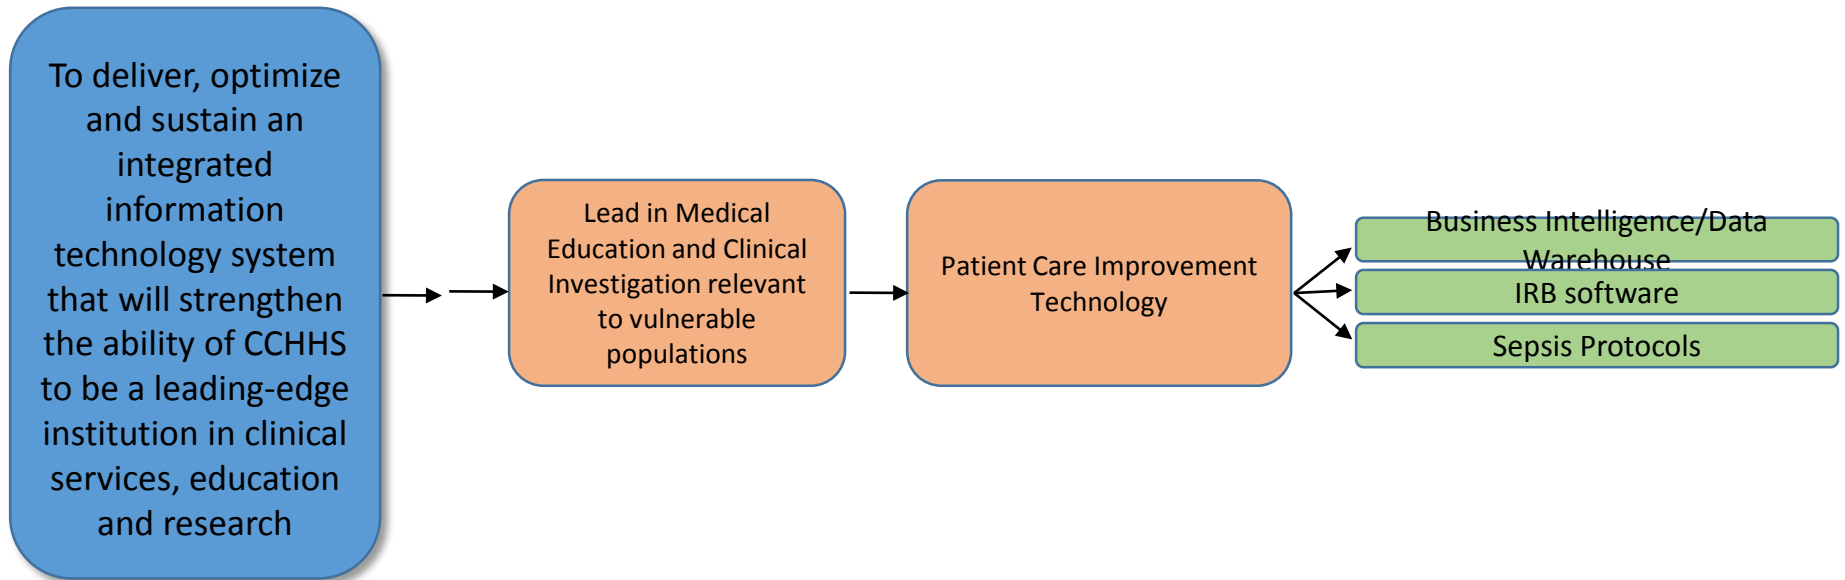 To deliver, optimize
and sustain an
integrated
information
technology system
that will strengthen
the ability of CCHHS
to be a leading-edge
institution in clinical
services, education
and research
Lead in Medical
Education and Clinical
Investigation relevant
to vulnerable
populations
Patient Care Improvement
Technology
Business Intelligence/Data
Warehouse
IRB software
Sepsis Protocols